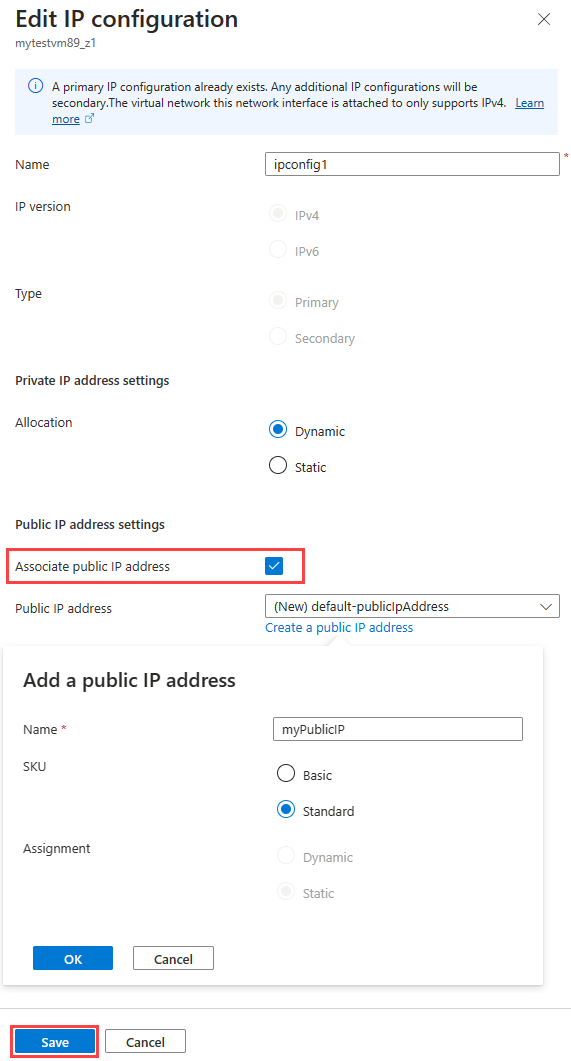 Edit IP configuration
mytestvm89_z1
A primary IP configuration already exists. Any additional IP configurations will be
secondary.The virtual network this network interface is attached to only supports IPv4. Learn
more
Name
ipconfig1 *
IP version
IPv4
IPv6
Type
Primary
Secondary
Private IP address settings
Allocation
Dynamic
Static
Public IP address settings
Associate public IP address
Public IP address
(New) default-publicIpAddress
Create a public IP address
Add a public IP address
Name *
myPublicIP
SKU
Basic
Standard
Assignment
Dynamic
Static
OK Cancel
Save Cancel